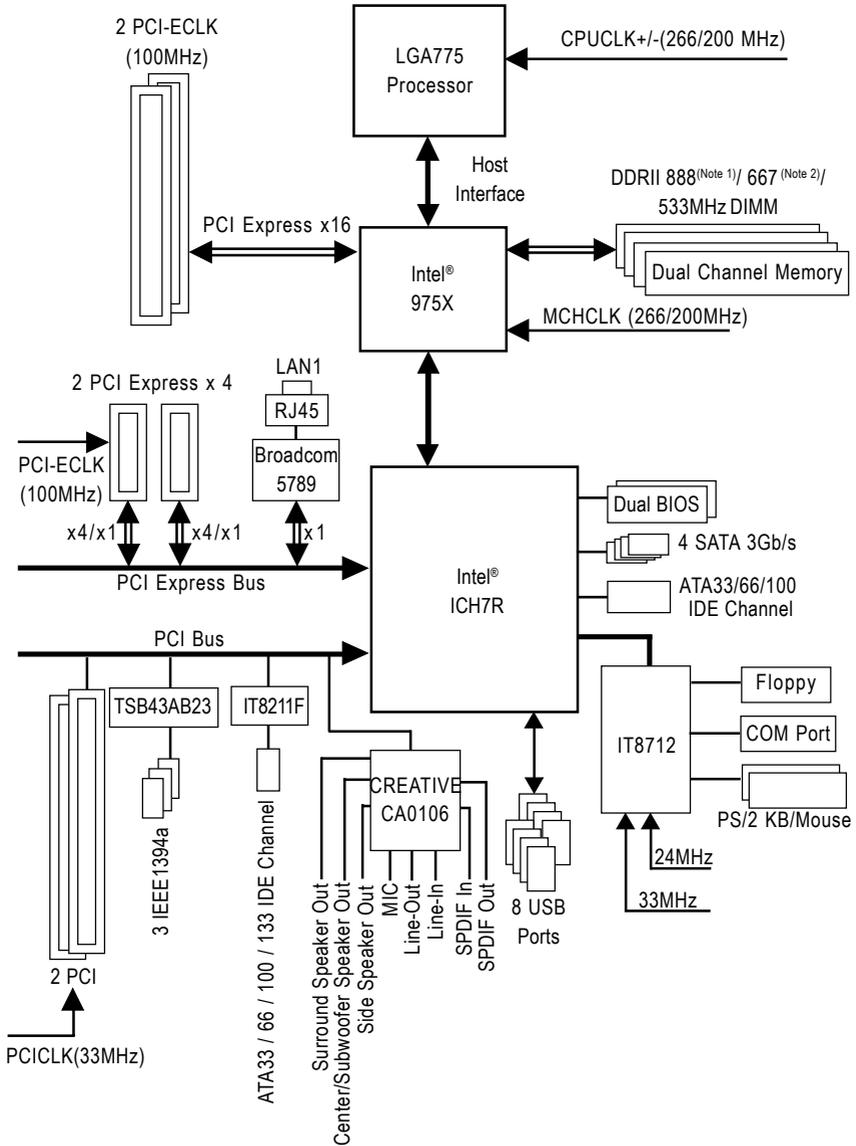 2 PCI-ECLK
(100MHz)
LGA775
Processor
CPUCLK+/-(266/200 MHz)
Host
Interface
DDRII 888(Note 1)/ 667 (Note 2)/
533MHz DIMM
PCI Express x16
Intel®
975X
Dual Channel Memory
MCHCLK (266/200MHz)
LAN1
2 PCI Express x 4
RJ45
PCI-ECLK
(100MHz)
Broadcom
5789
x4/x1
x4/x1
x1
PCI Express Bus
Intel®
ICH7R
Dual BIOS
4 SATA 3Gb/s
ATA33/66/100
IDE Channel
PCI Bus
TSB43AB23
IT8211F
IT8712
Floppy
COM Port
PS/2 KB/Mouse
CREATIVE
CA0106
24MHz
33MHz
3 IEEE1394a
ATA33 / 66 / 100 / 133 IDE Channel
Surround Speaker Out
Center/Subwoofer Speaker Out
Side Speaker Out
MIC
Line-Out
Line-In
SPDIF In
SPDIF Out
8 USB
Ports
2 PCI
PCICLK(33MHz)